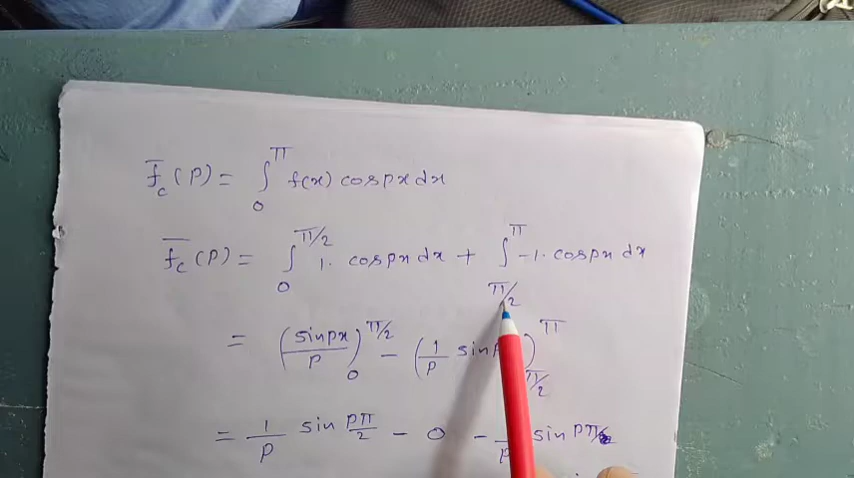 f̄c(P) = ∫₀^π f(x) cospx dx
f̄c(P) = ∫₀^{π/2} 1. cospx dx + ∫_{π/2}^π -1. cospx dx
= (sinpx/P)₀^{π/2} - (1/P sin )_{π/2}^π
= 1/P sin Pπ/2 - 0 - sin Pπ